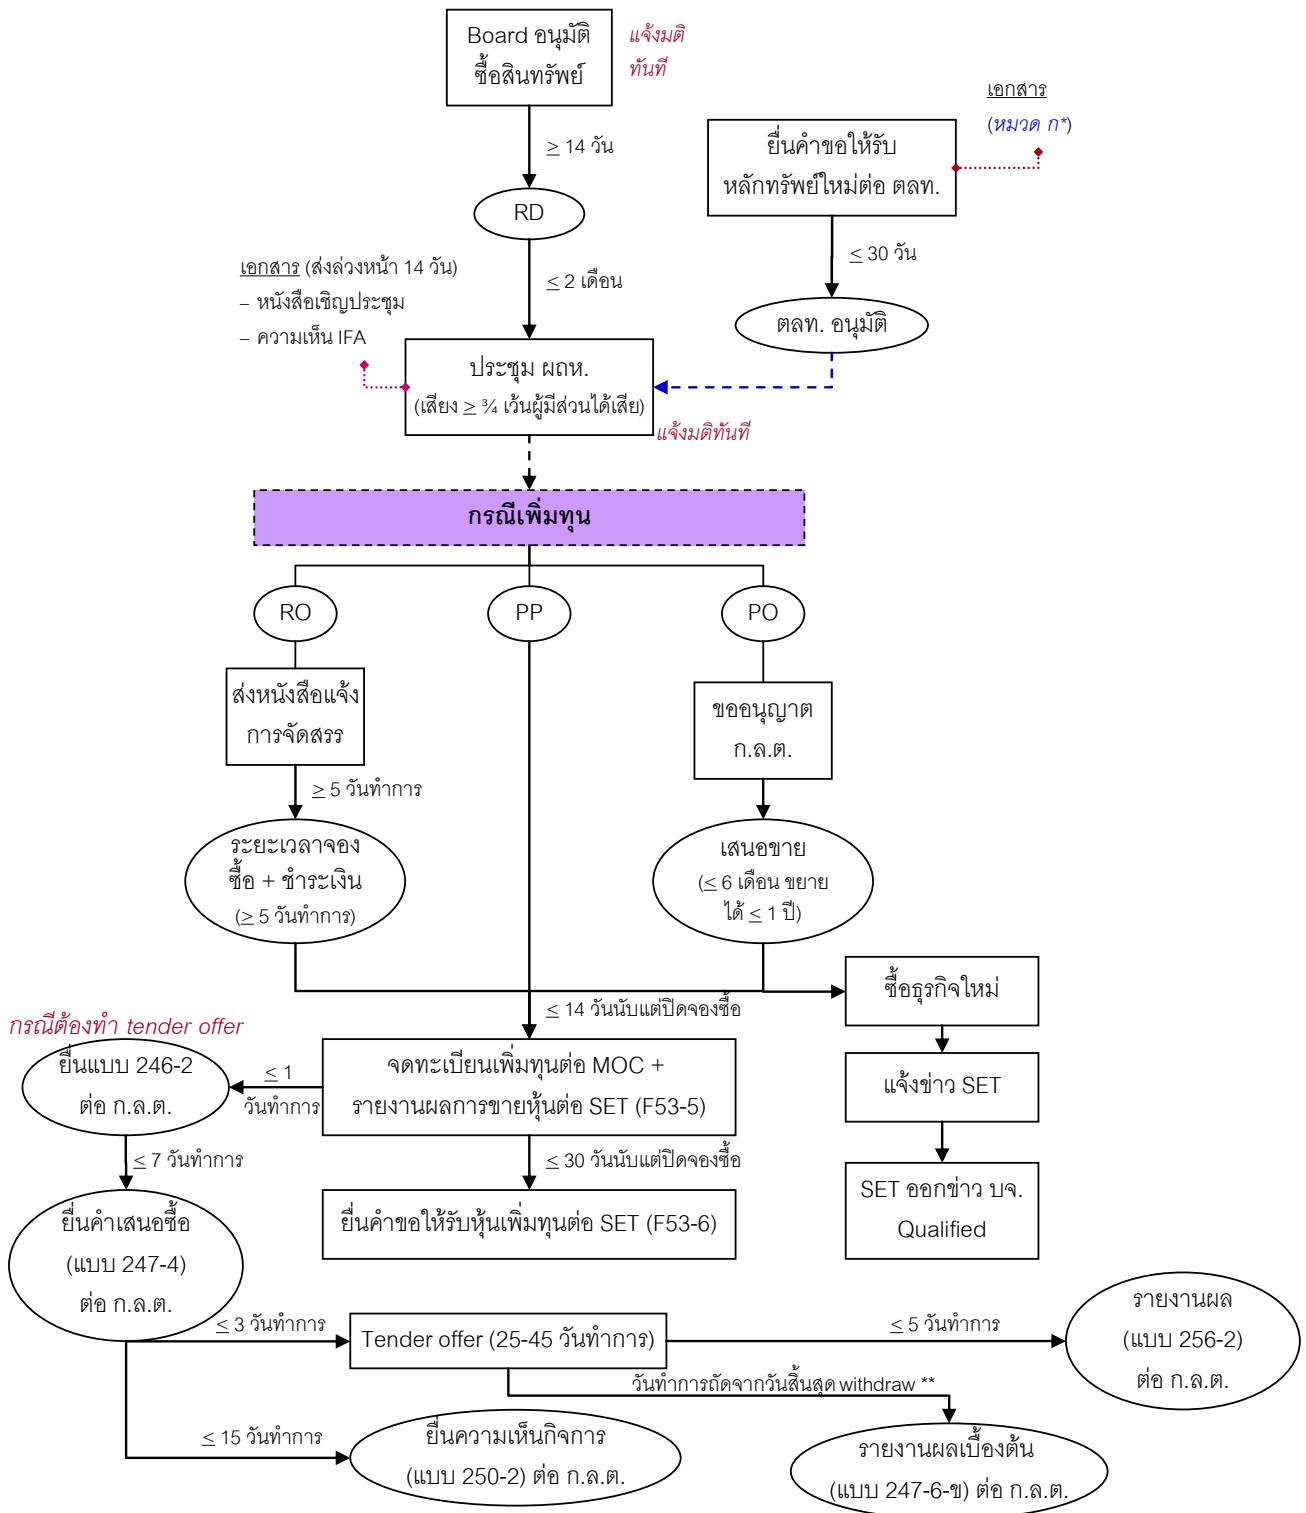 Board อนุมัติ
ซื้อสินทรัพย์
แจ้งมติ
ทันที
เอกสาร
(หมวด ก*)
≥ 14 วัน
ยื่นคำขอให้รับ
หลักทรัพย์ใหม่ต่อ ตลท.
RD
≤ 30 วัน
เอกสาร (ส่งล่วงหน้า 14 วัน)
– หนังสือเชิญประชุม
– ความเห็น IFA
≤ 2 เดือน
ตลท. อนุมัติ
ประชุม ผถห.
(เสียง ≥ ¾ เว้นผู้มีส่วนได้เสีย)
แจ้งมติทันที
กรณีเพิ่มทุน
RO
PP
PO
ส่งหนังสือแจ้ง
การจัดสรร
ขออนุญาต
ก.ล.ต.
≥ 5 วันทำการ
ระยะเวลาจอง
ซื้อ + ชำระเงิน
(≥ 5 วันทำการ)
เสนอขาย
(≤ 6 เดือน ขยาย
ได้ ≤ 1 ปี)
ซื้อธุรกิจใหม่
≤ 14 วันนับแต่ปิดจองซื้อ
กรณีต้องทำ tender offer
ยื่นแบบ 246-2
ต่อ ก.ล.ต.
≤ 1
วันทำการ
จดทะเบียนเพิ่มทุนต่อ MOC +
รายงานผลการขายหุ้นต่อ SET (F53-5)
แจ้งข่าว SET
≤ 7 วันทำการ
≤ 30 วันนับแต่ปิดจองซื้อ
ยื่นคำเสนอซื้อ
(แบบ 247-4)
ต่อ ก.ล.ต.
ยื่นคำขอให้รับหุ้นเพิ่มทุนต่อ SET (F53-6)
SET ออกข่าว บจ.
Qualified
≤ 3 วันทำการ
Tender offer (25-45 วันทำการ)
≤ 5 วันทำการ
รายงานผล
(แบบ 256-2)
ต่อ ก.ล.ต.
วันทำการถัดจากวันสิ้นสุด withdraw **
≤ 15 วันทำการ
ยื่นความเห็นกิจการ
(แบบ 250-2) ต่อ ก.ล.ต.
รายงานผลเบื้องต้น
(แบบ 247-6-ข) ต่อ ก.ล.ต.